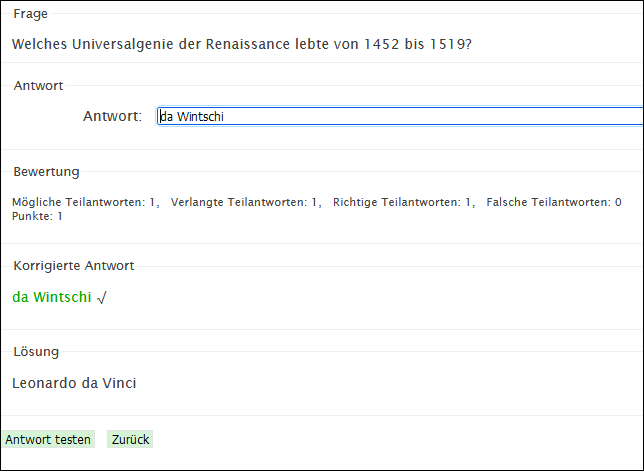 Frage
Welches Universalgenie der Renaissance lebte von 1452 bis 1519?
Antwort
Antwort: da Wintschi
Bewertung
Mögliche Teilantworten: 1, Verlangte Teilantworten: 1, Richtige Teilantworten: 1, Falsche Teilantworten: 0
Punkte: 1
Korrigierte Antwort
da Wintschi √
Lösung
Leonardo da Vinci
Antwort testen Zurück